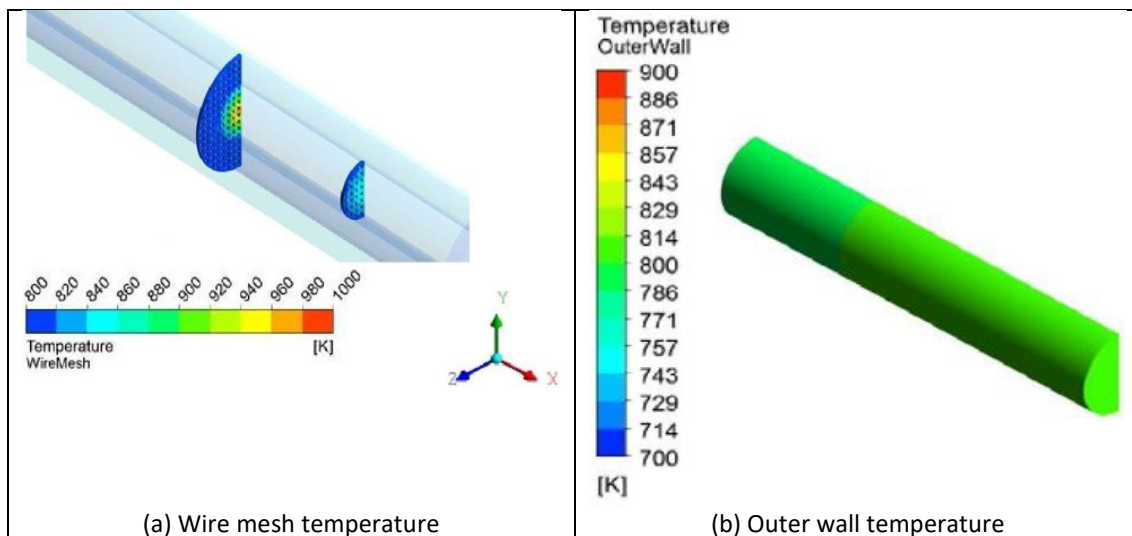 800 820 840 860 880 900 920 940 960 980 1000
Temperature [K]
WireMesh
Y
Z
X
(a) Wire mesh temperature
Temperature
OuterWall
900
886
871
857
843
829
814
800
786
771
757
743
729
714
700
[K]
(b) Outer wall temperature